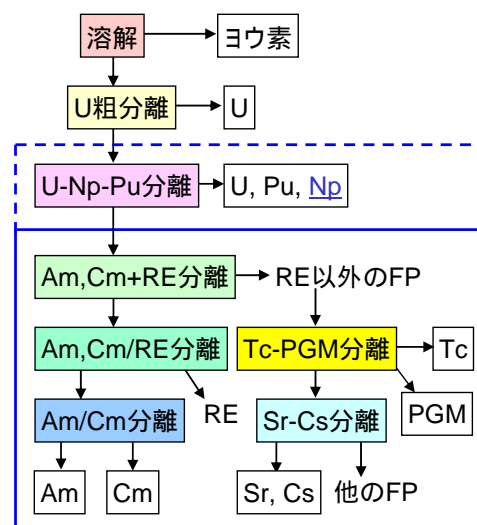 溶解
ヨウ素
U粗分離
U
U-Np-Pu分離
U, Pu, Np
Am,Cm+RE分離
RE以外のFP
Am,Cm/RE分離
Tc-PGM分離
Tc
Am/Cm分離
RE
Sr-Cs分離
PGM
Am
Cm
Sr, Cs
他のFP